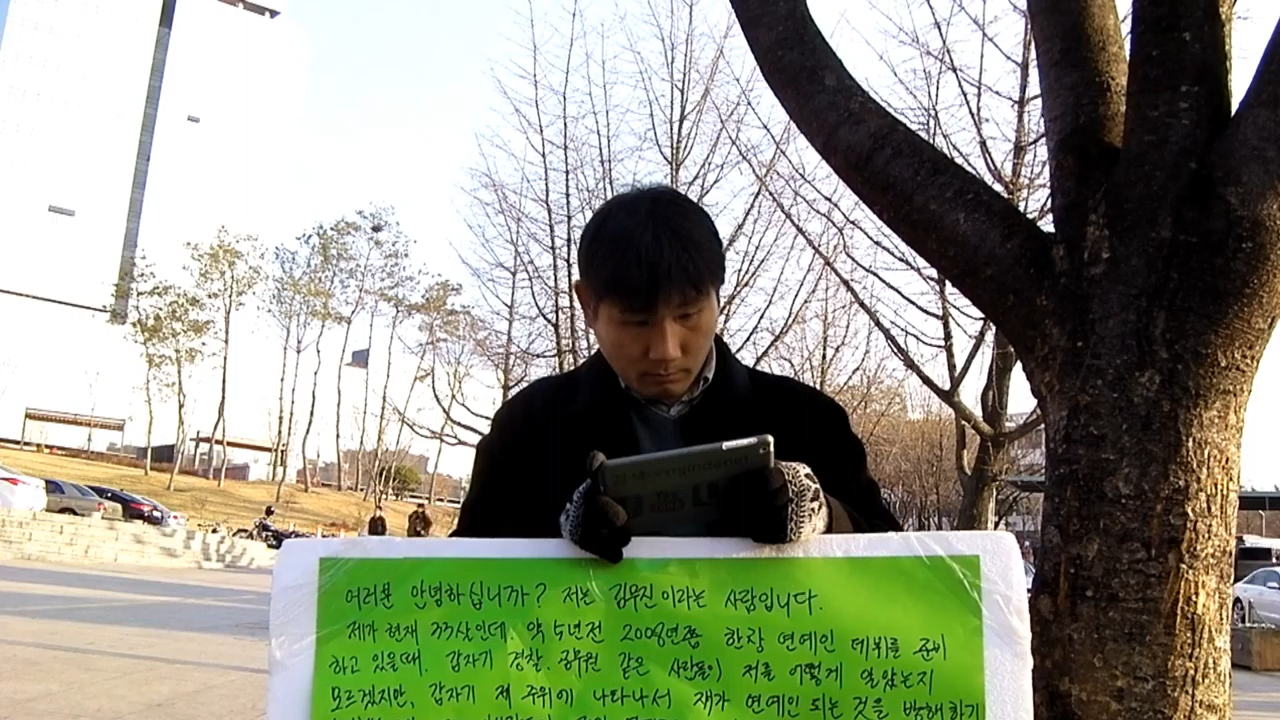 여러분 안녕하십니까? 저는 김우진이라는 사람입니다.
제가 현재 33살인데, 약 5년전 2008년쯤 한창 연예인 데뷔를 준비
하고 있을때, 갑자기 경찰. 공무원 같은 사람들이 저를 어떻게 알았는지
모르겠지만, 갑자기 제 주위에 나타나서 제가 연예인 되는 것을 방해하기